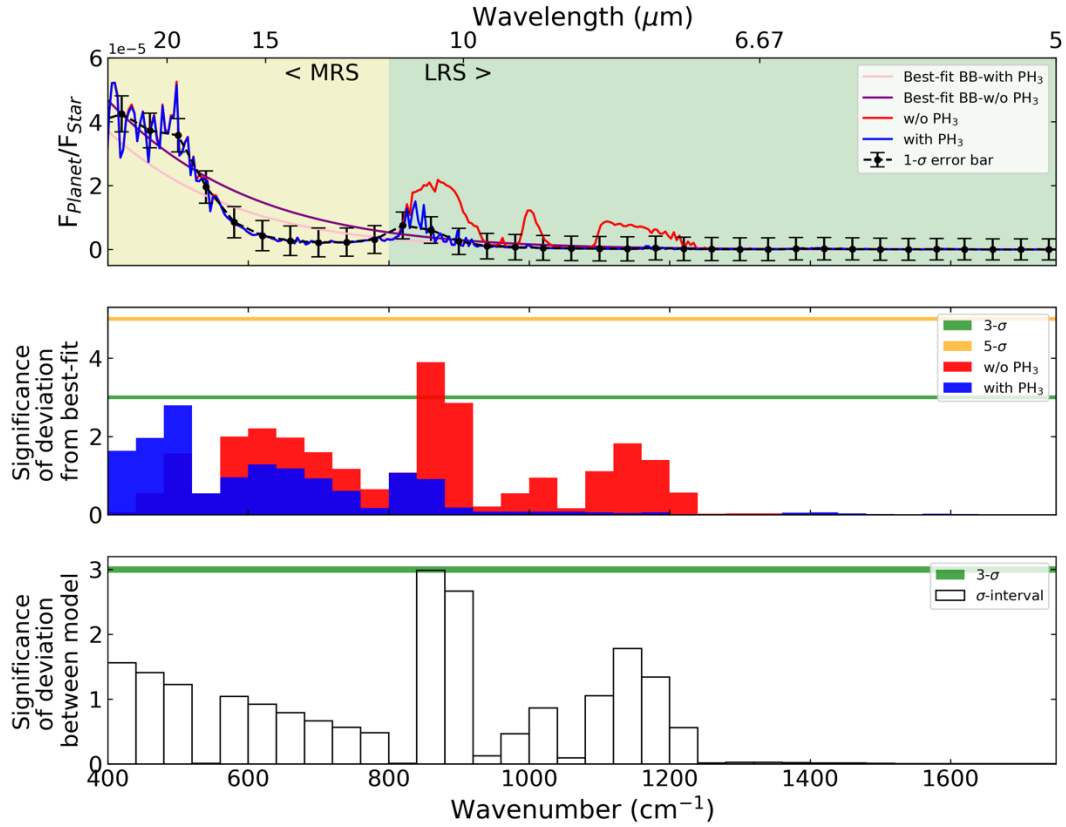 Wavelength (μm)
20 15 10 6.67 5
1e−5
< MRS LRS >
6
4
2
0
F_Planet/F_Star
Best-fit BB-with PH₃
Best-fit BB-w/o PH₃
w/o PH₃
with PH₃
1-σ error bar
Significance
of deviation
from best-fit
4
2
0
3-σ
5-σ
w/o PH₃
with PH₃
Significance
of deviation
between model
3
2
1
0
3-σ
σ-interval
400 600 800 1000 1200 1400 1600
Wavenumber (cm⁻¹)